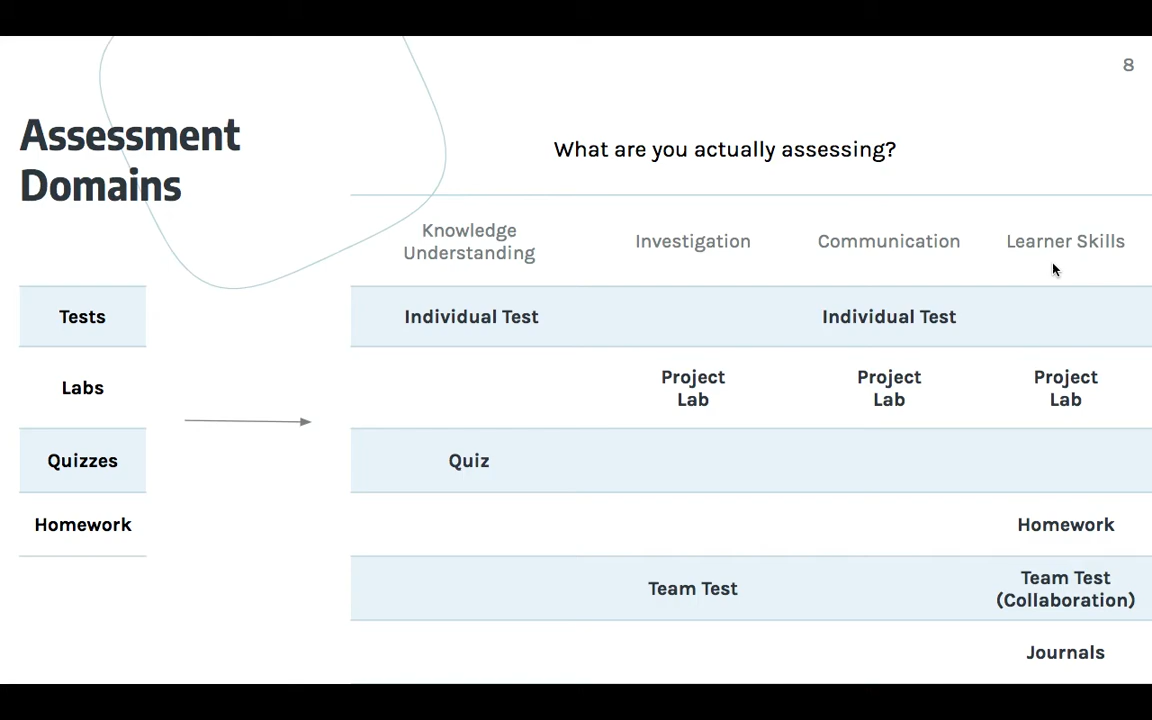 8
Assessment
Domains
What are you actually assessing?
Knowledge
Understanding
Investigation
Communication
Learner Skills
Tests
Individual Test
Individual Test
Labs
Project
Lab
Project
Lab
Project
Lab
Quizzes
Quiz
Homework
Homework
Team Test
Team Test
(Collaboration)
Journals